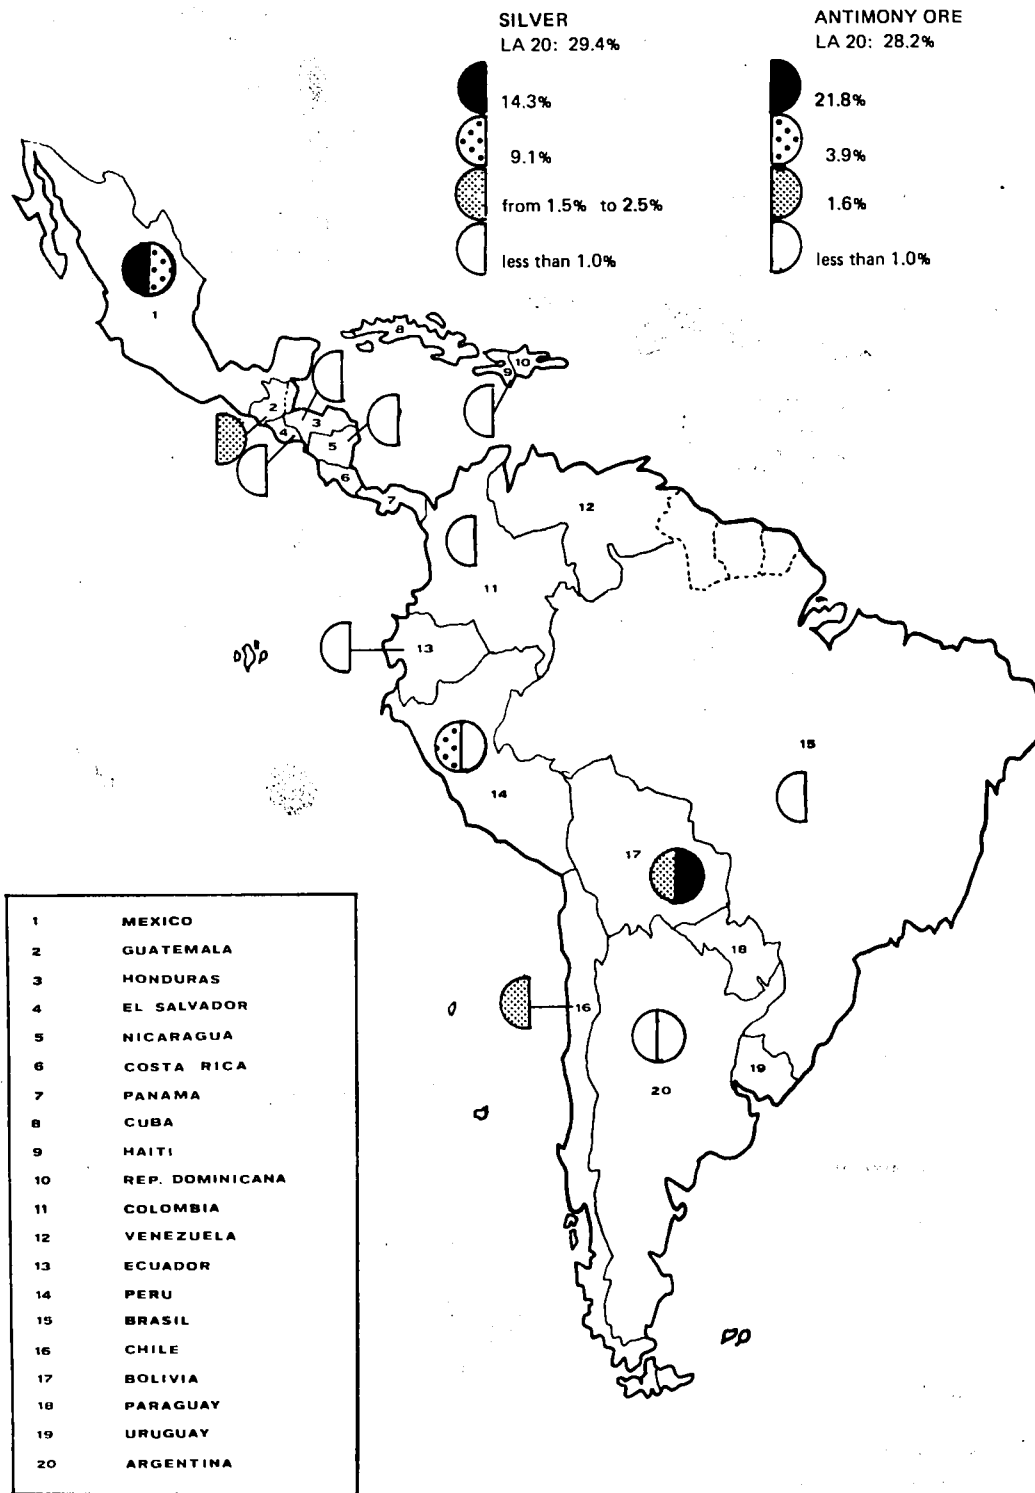 SILVER
LA 20: 29.4%
14.3%
9.1%
from 1.5% to 2.5%
less than 1.0%
ANTIMONY ORE
LA 20: 28.2%
21.8%
3.9%
1.6%
less than 1.0%
1
2
3
4
5
6
7
8
9
10
11
12
13
14
15
16
17
18
19
20
1 MEXICO
2 GUATEMALA
3 HONDURAS
4 EL SALVADOR
5 NICARAGUA
6 COSTA RICA
7 PANAMA
8 CUBA
9 HAITI
10 REP. DOMINICANA
11 COLOMBIA
12 VENEZUELA
13 ECUADOR
14 PERU
15 BRASIL
16 CHILE
17 BOLIVIA
18 PARAGUAY
19 URUGUAY
20 ARGENTINA